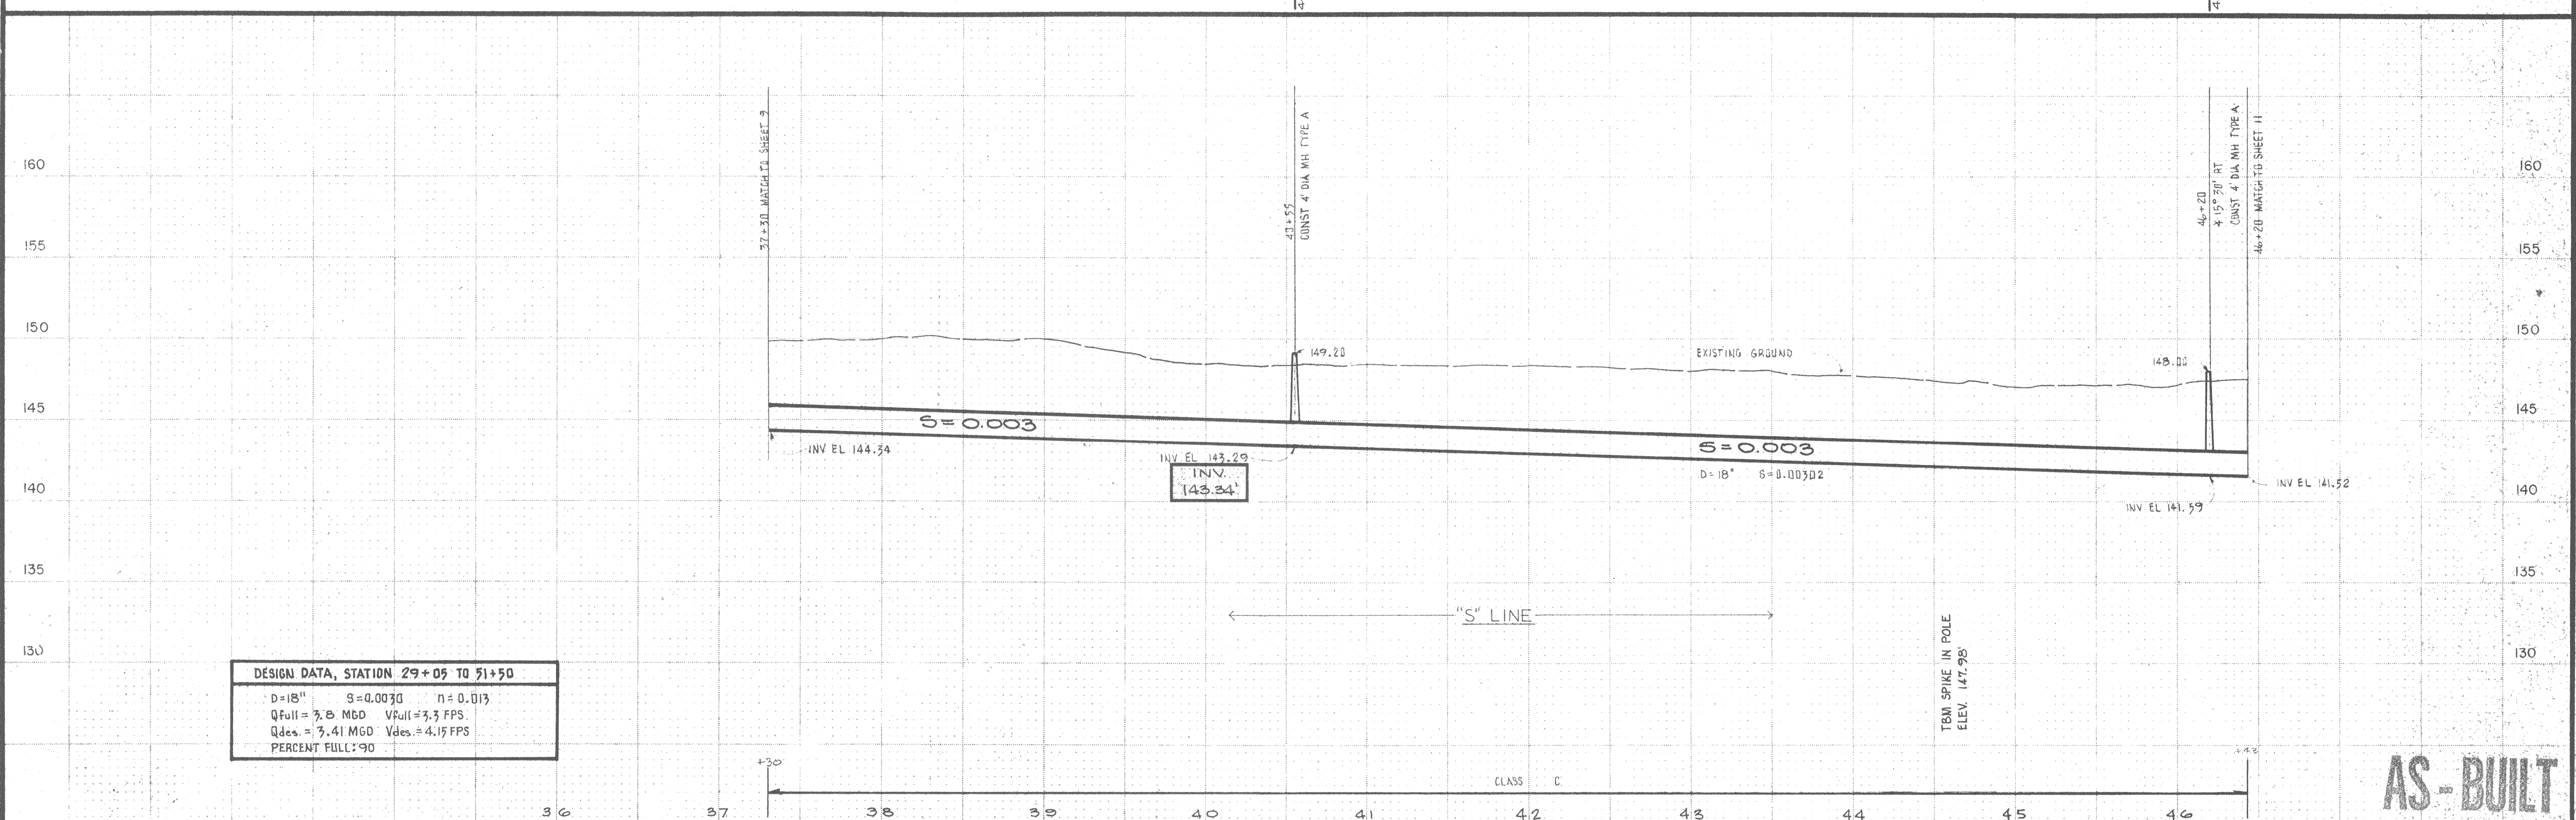 160
155
150
145
140
135
130
37+30 MATCH TO SHEET 9
40+55
CONST 4' DIA MH TYPE A
46+20
∡ 15° 30' RT
CONST 4' DIA MH TYPE A
MATCH TO SHEET 11
160
155
150
145
140
135
130
149.20
EXISTING GROUND
148.00
S=0.003
S=0.003
INV EL 144.34
INV EL 143.29
INV.
143.34'
D=18" S=0.00302
INV EL 141.52
INV EL 141.59
"S" LINE
TBM SPIKE IN POLE
ELEV. 147.98'
DESIGN DATA, STATION 29+05 TO 51+50
D=18" S=0.0030 n=0.013
Qfull=3.8 MGD Vfull=3.3 FPS
Qdes.=3.41 MGD Vdes.=4.15 FPS
PERCENT FULL: 90
+30
CLASS C
AS-BUILT
36 37 38 39 40 41 42 43 44 45 46